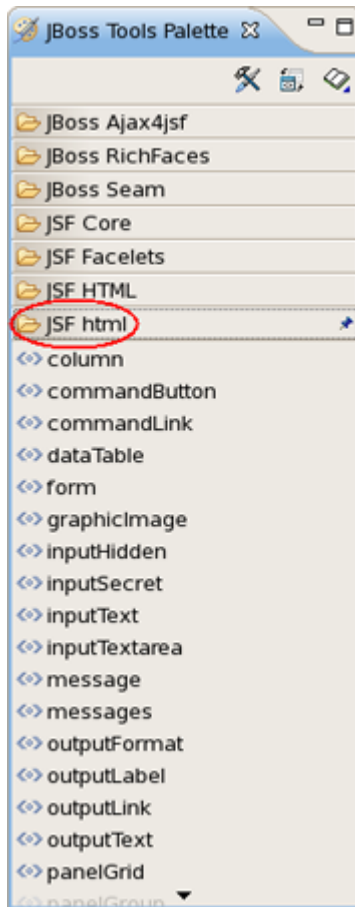 JBoss Tools Palette
JBoss Ajax4jsf
JBoss RichFaces
JBoss Seam
JSF Core
JSF Facelets
JSF HTML
JSF html
column
commandButton
commandLink
dataTable
form
graphicImage
inputHidden
inputSecret
inputText
inputTextarea
message
messages
outputFormat
outputLabel
outputLink
outputText
panelGrid
panelGroup